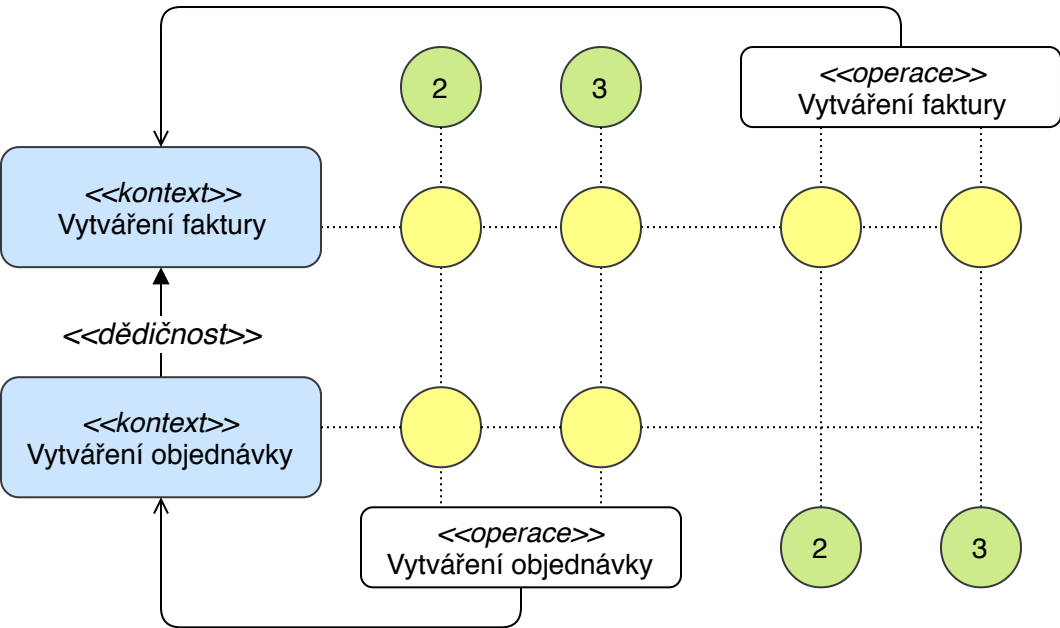 2
3
<<operace>>
Vytváření faktury
<<kontext>>
Vytváření faktury
<<dědičnost>>
<<kontext>>
Vytváření objednávky
<<operace>>
Vytváření objednávky
2
3